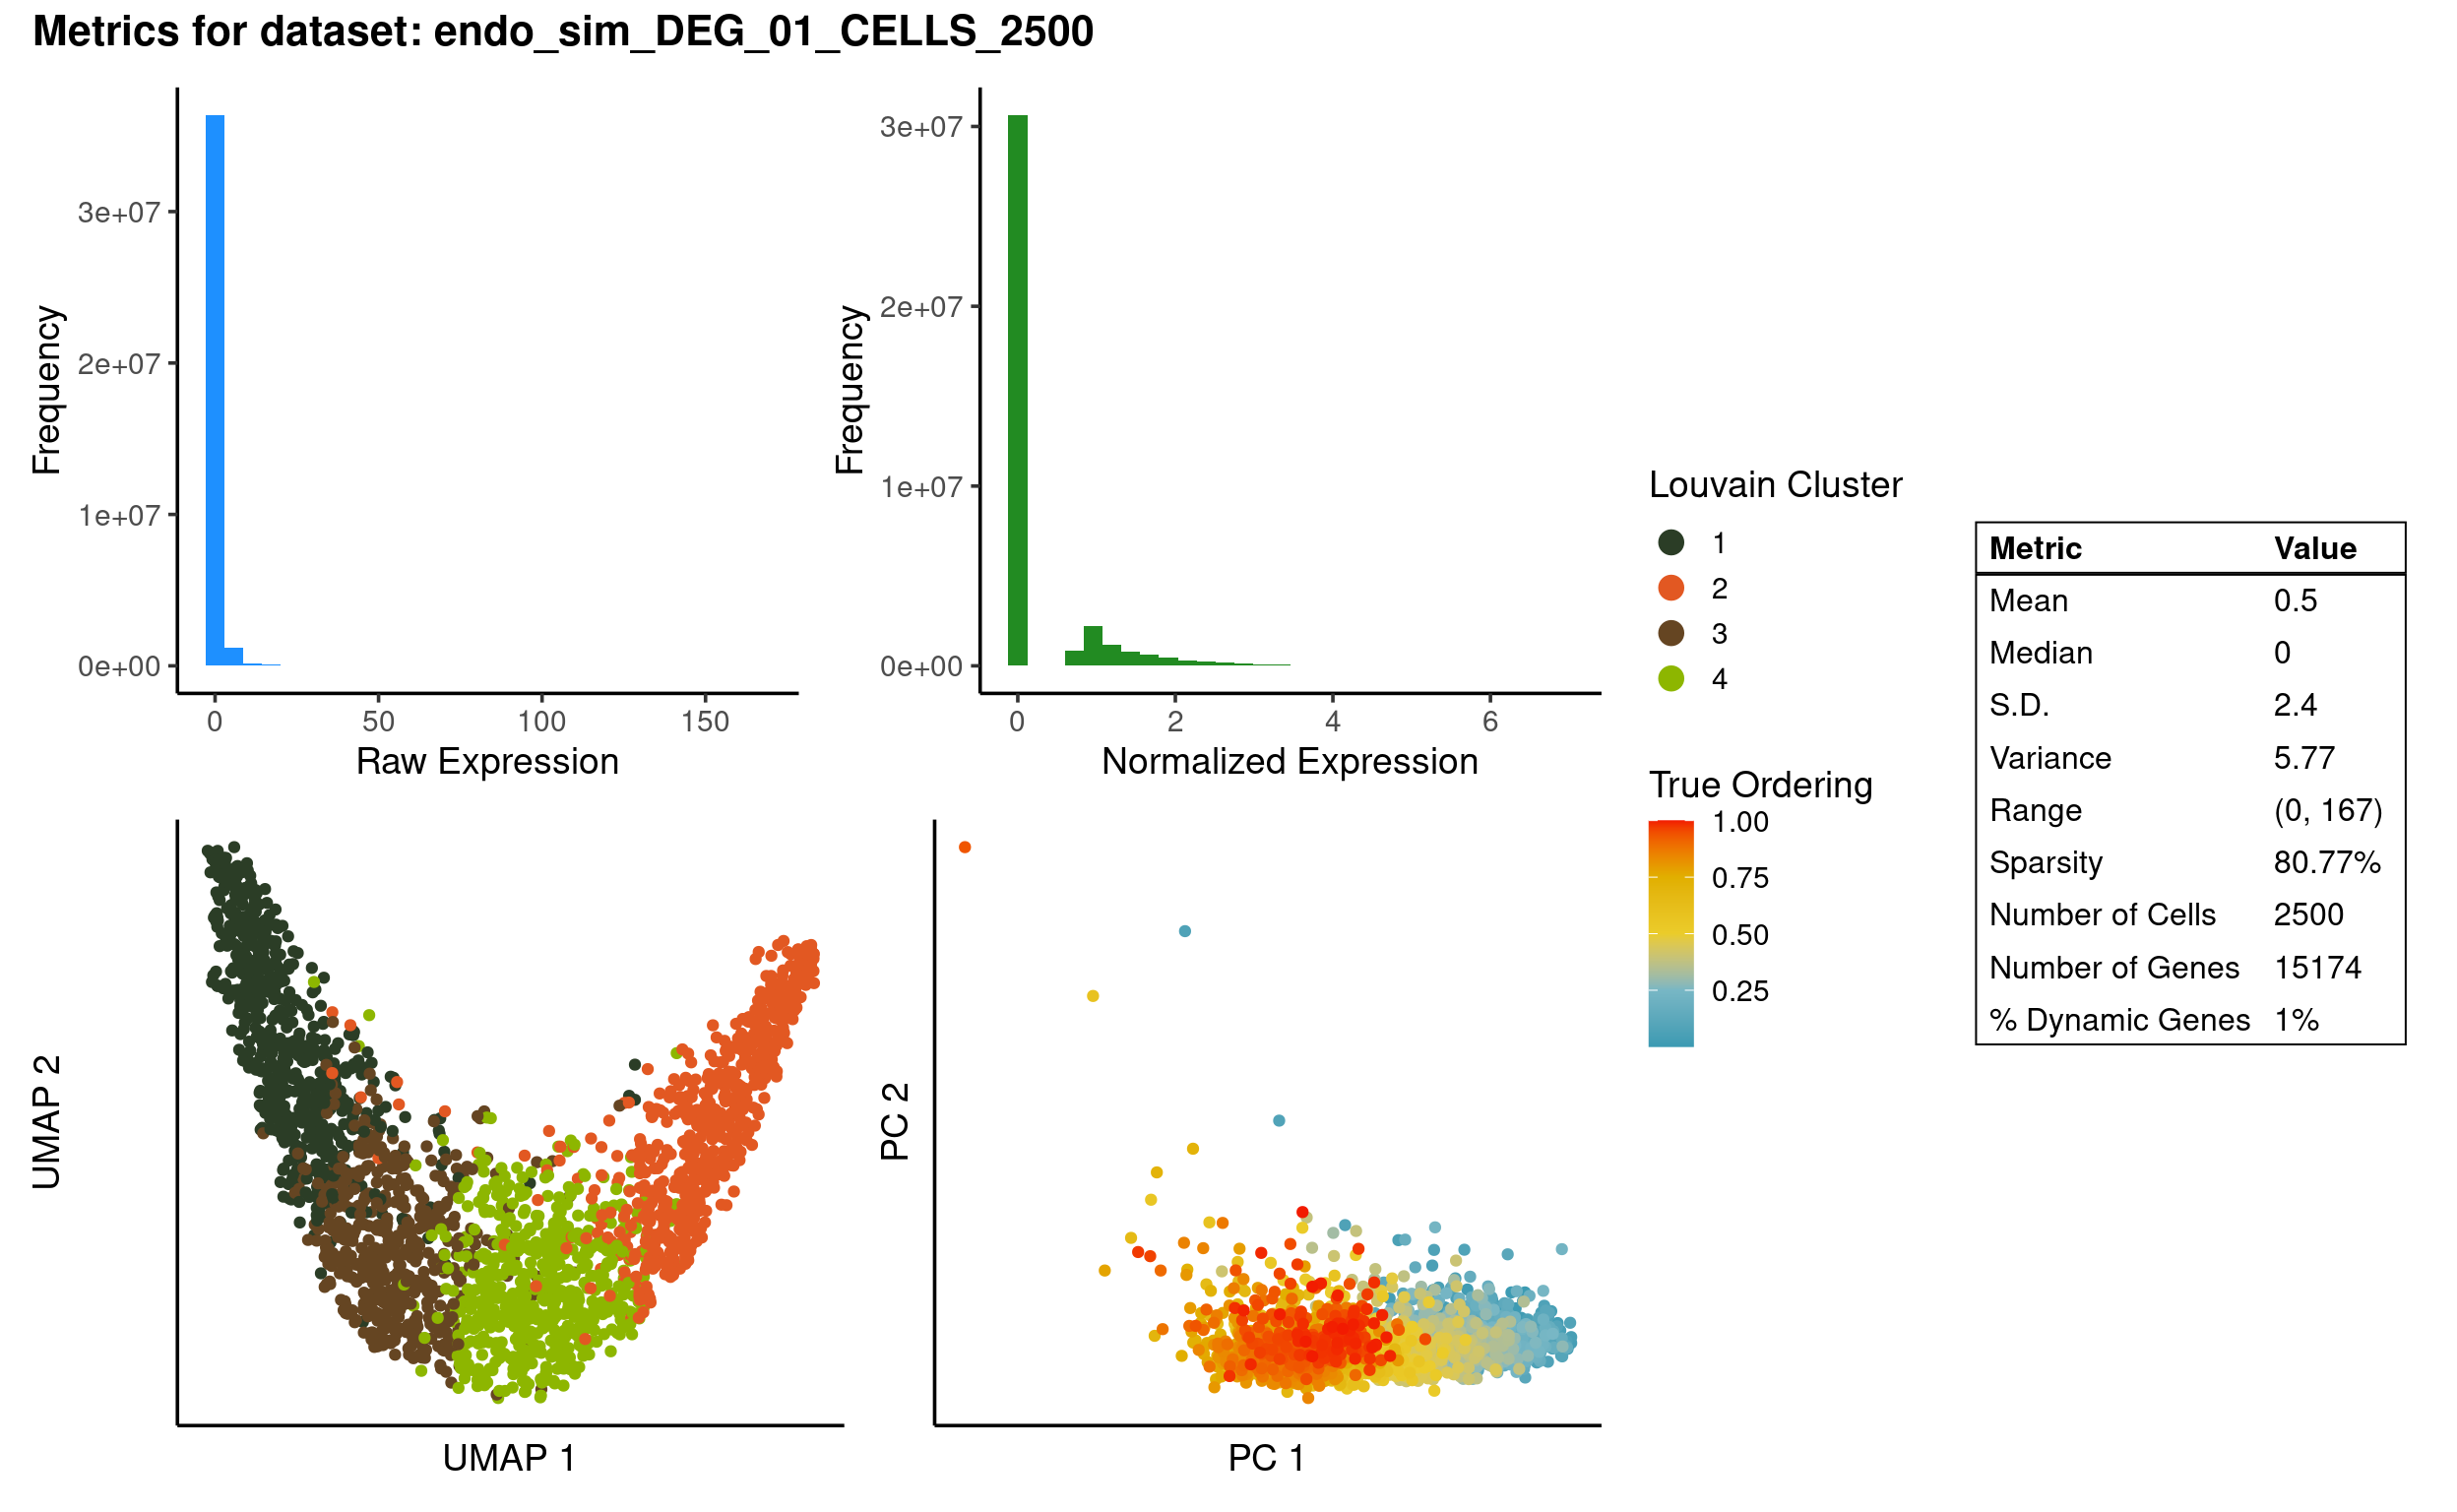 Metrics for dataset: endo_sim_DEG_01_CELLS_2500
Frequency
3e+07
2e+07
1e+07
0e+00
0
50
100
150
Raw Expression
Frequency
3e+07
2e+07
1e+07
0e+00
0
2
4
6
Normalized Expression
UMAP 2
UMAP 1
PC 2
PC 1
Louvain Cluster
1
2
3
4
True Ordering
1.00
0.75
0.50
0.25
Metric Value
Mean 0.5
Median 0
S.D. 2.4
Variance 5.77
Range (0, 167)
Sparsity 80.77%
Number of Cells 2500
Number of Genes 15174
% Dynamic Genes 1%